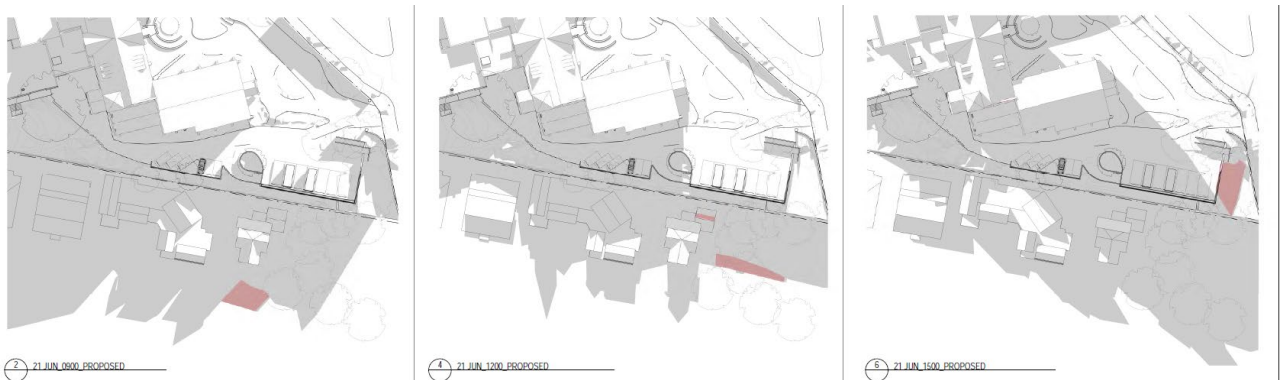 2 21 JUN_0900_PROPOSED
4 21 JUN_1200_PROPOSED
6 21 JUN_1500_PROPOSED